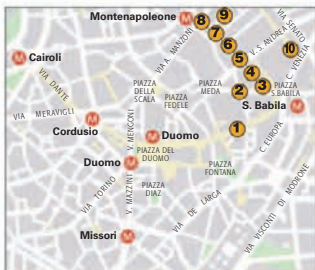 Montenapoleone M
8
9
7
6
5
4
3
2
10
1
VIA SENATO
V. S. ANDREA
C. VENEZIA
VIA A. MANZONI
M Cairoli
VIA DANTE
PIAZZA
DELLA
SCALA
PIAZZA
FEDELE
PIAZZA
MEDA
PIAZZA
S.BABILA
S. Babila M
VIA MERAVIGLI
M
Cordusio
V. MENGONI
M Duomo
PIAZZA DEL
DUOMO
Duomo M
C. EUROPA
PIAZZA
FONTANA
VIA TORINO
V. MAZZINI
PIAZZA
DIAZ
VIA DE LARGA
VIA VISCONTI DI MODRONE
Missori M